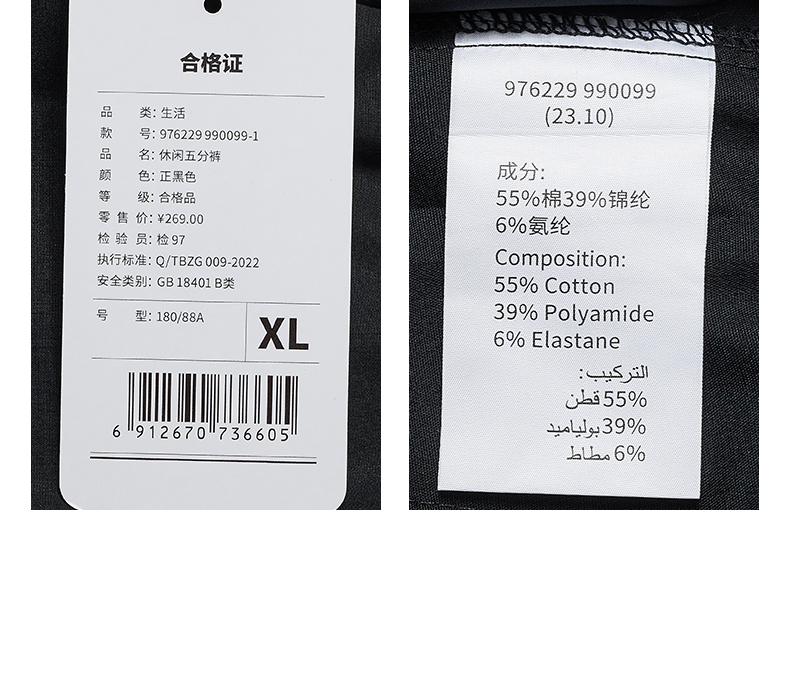 合格证
品 类: 生活
款 号: 976229 990099-1
品 名: 休闲五分裤
颜 色: 正黑色
等 级: 合格品
零 售 价: ¥269.00
检 验 员: 检 97
执行标准: Q/TBZG 009-2022
安全类别: GB 18401 B类
号 型: 180/88A
XL
6 912670 736605
976229 990099
(23.10)
成分:
55%棉39%锦纶
6%氨纶
Composition:
55% Cotton
39% Polyamide
6% Elastane
التركيب:
55% قطن
39% بولياميد
6% مطاط